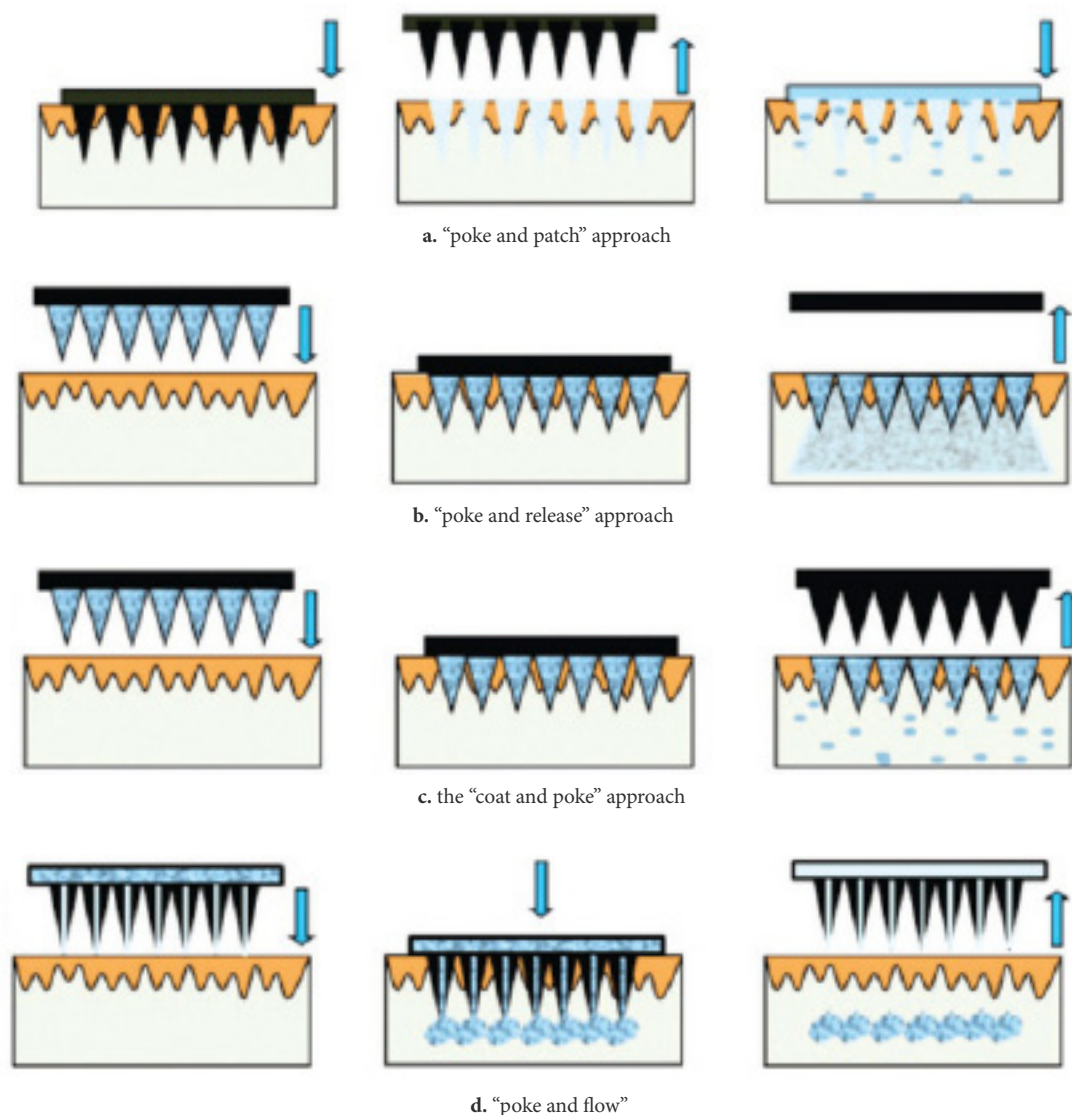 a. “poke and patch” approach
b. “poke and release” approach
c. the “coat and poke” approach
d. “poke and flow”